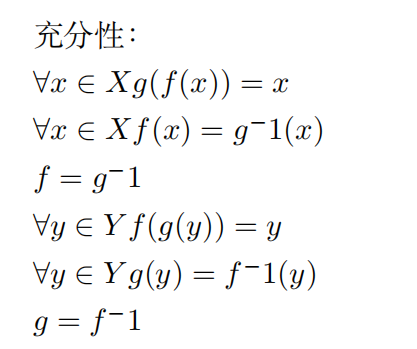 充分性：
∀x ∈ Xg(f(x)) = x
∀x ∈ Xf(x) = g⁻1(x)
f = g⁻1
∀y ∈ Y f(g(y)) = y
∀y ∈ Y g(y) = f⁻1(y)
g = f⁻1